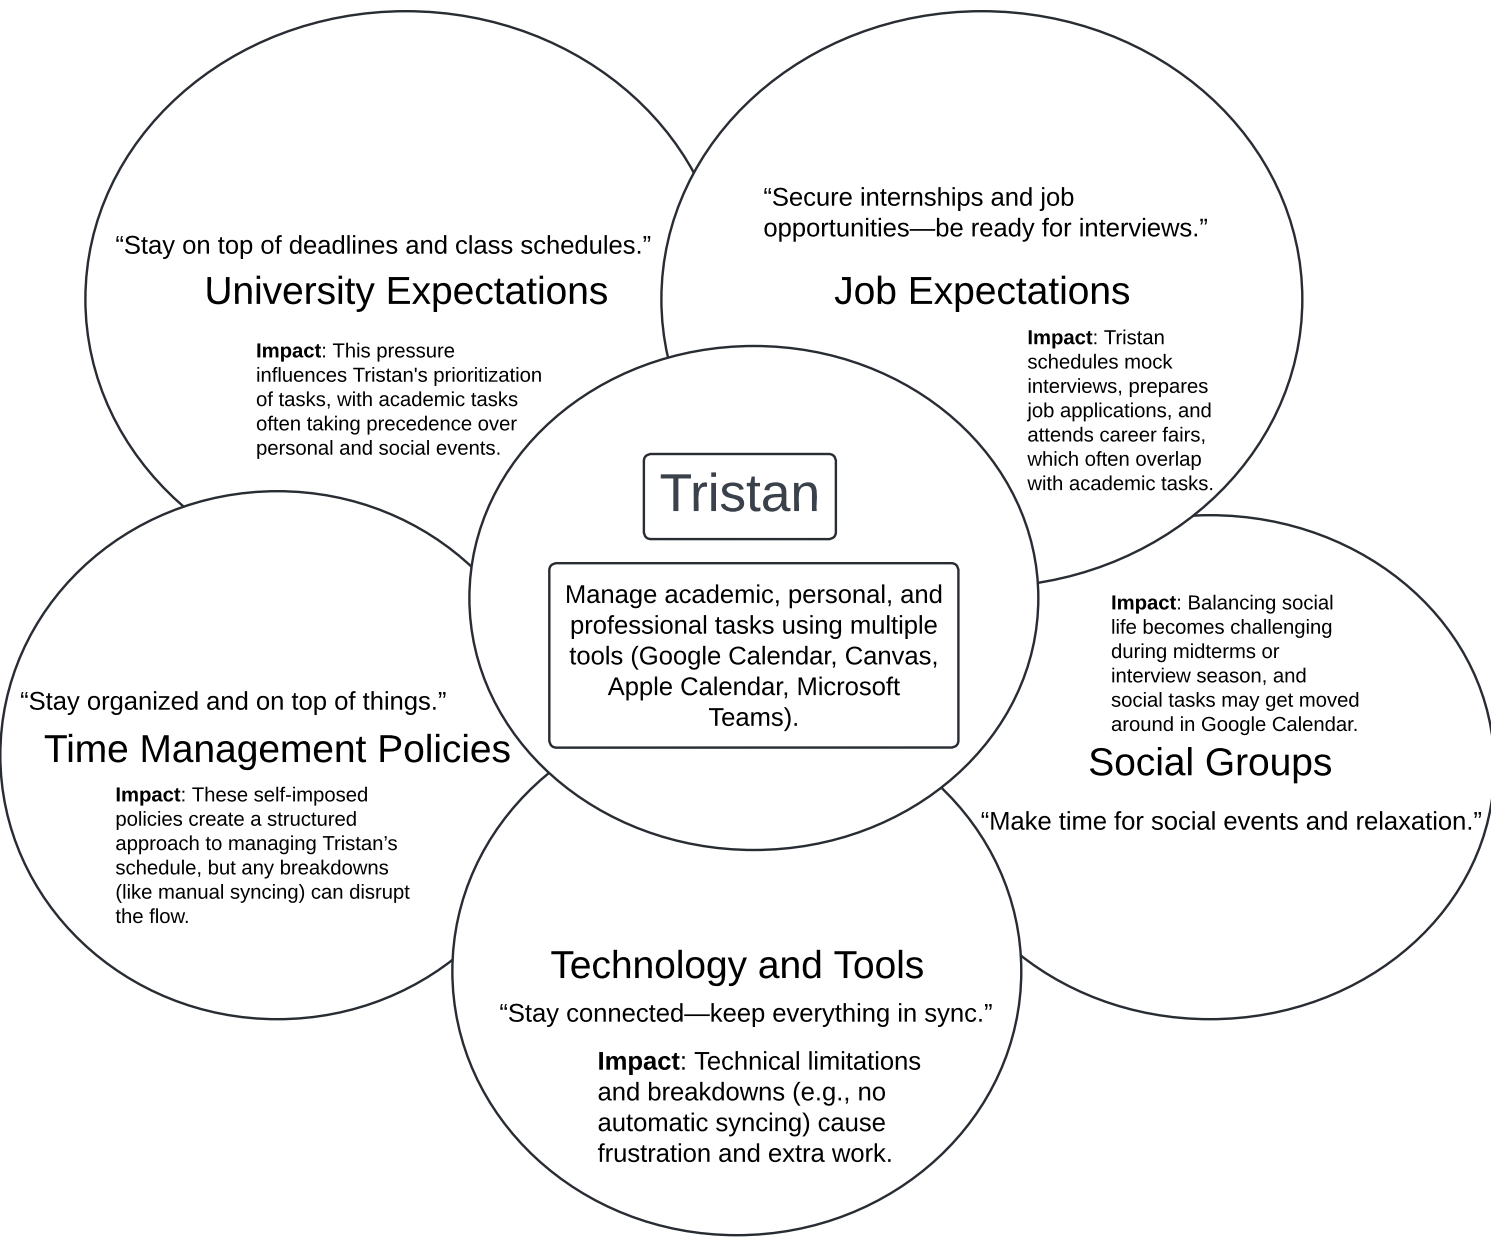 “Stay on top of deadlines and class schedules.”
University Expectations
Impact: This pressure
influences Tristan's prioritization
of tasks, with academic tasks
often taking precedence over
personal and social events.
“Secure internships and job
opportunities—be ready for interviews.”
Job Expectations
Impact: Tristan
schedules mock
interviews, prepares
job applications, and
attends career fairs,
which often overlap
with academic tasks.
Tristan
Manage academic, personal, and
professional tasks using multiple
tools (Google Calendar, Canvas,
Apple Calendar, Microsoft
Teams).
“Stay organized and on top of things.”
Time Management Policies
Impact: These self-imposed
policies create a structured
approach to managing Tristan’s
schedule, but any breakdowns
(like manual syncing) can disrupt
the flow.
Impact: Balancing social
life becomes challenging
during midterms or
interview season, and
social tasks may get moved
around in Google Calendar.
Social Groups
“Make time for social events and relaxation.”
Technology and Tools
“Stay connected—keep everything in sync.”
Impact: Technical limitations
and breakdowns (e.g., no
automatic syncing) cause
frustration and extra work.